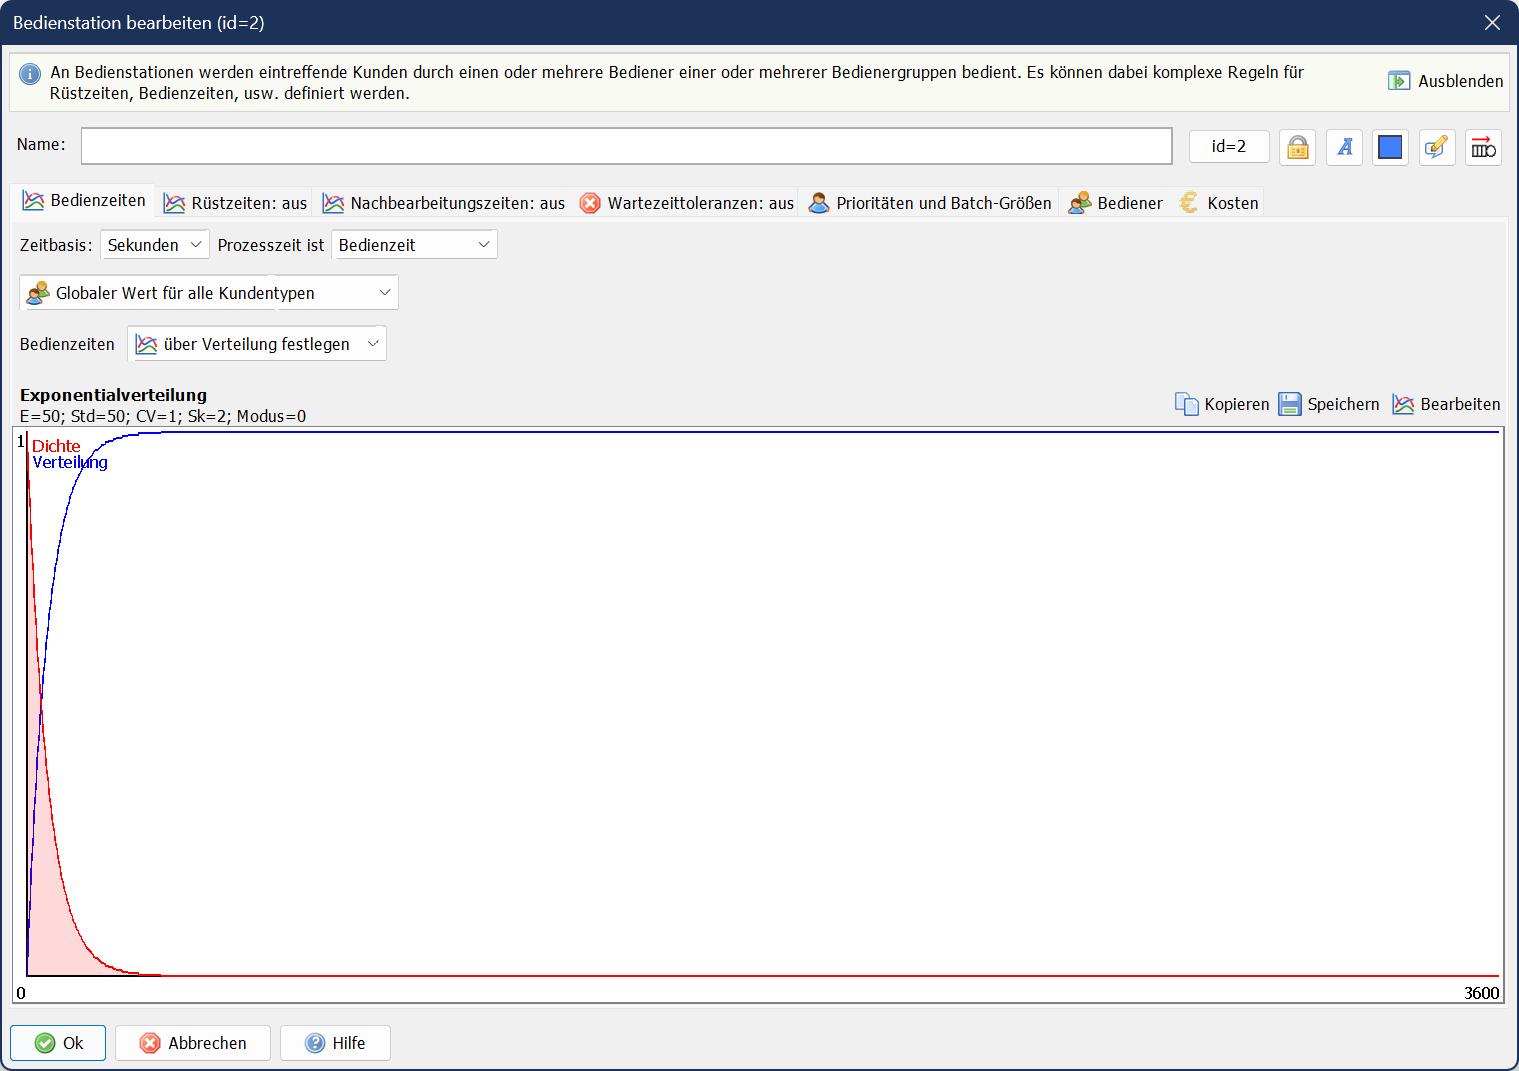 Bedienstation bearbeiten (id=2)
An Bedienstationen werden eintreffende Kunden durch einen oder mehrere Bediener einer oder mehrerer Bedienergruppen bedient. Es können dabei komplexe Regeln für
Rüstzeiten, Bedienzeiten, usw. definiert werden.
Ausblenden
Name:
id=2
A
Bedienzeiten
Rüstzeiten: aus
Nachbearbeitungszeiten: aus
Wartezeittoleranzen: aus
Prioritäten und Batch-Größen
Bediener
Kosten
Zeitbasis: Sekunden Prozesszeit ist Bedienzeit
Globaler Wert für alle Kundentypen
Bedienzeiten über Verteilung festlegen
Exponentialverteilung
E=50; Std=50; CV=1; Sk=2; Modus=0
Kopieren
Speichern
Bearbeiten
1
Dichte
Verteilung
0
3600
Ok
Abbrechen
Hilfe